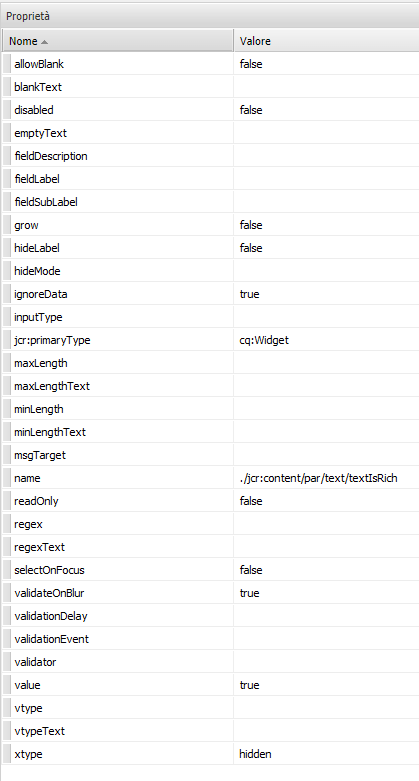 Proprietà
Nome Valore
allowBlank false
blankText
disabled false
emptyText
fieldDescription
fieldLabel
fieldSubLabel
grow false
hideLabel false
hideMode
ignoreData true
inputType
jcr:primaryType cq:Widget
maxLength
maxLengthText
minLength
minLengthText
msgTarget
name ./jcr:content/par/text/textIsRich
readOnly false
regex
regexText
selectOnFocus false
validateOnBlur true
validationDelay
validationEvent
validator
value true
vtype
vtypeText
xtype hidden